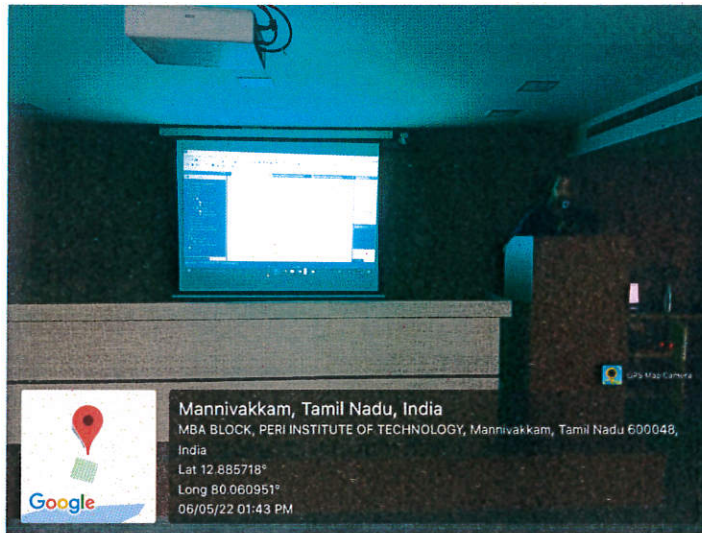 GPS Map Camera
Mannivakkam, Tamil Nadu, India
MBA BLOCK, PERI INSTITUTE OF TECHNOLOGY, Mannivakkam, Tamil Nadu 600048,
India
Lat 12.885718°
Long 80.060951°
06/05/22 01:43 PM
Google